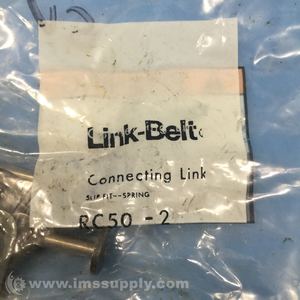 Link-Belt
Connecting Link
SLIP FIT--SPRING
RC50 -2
© www.imssupply.com